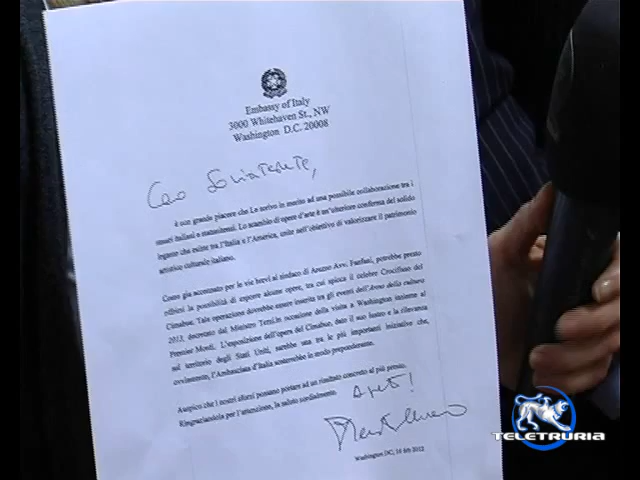 Embassy of Italy
3000 Whitehaven St., NW
Washington D.C. 20008
è con grande piacere che Le scrivo in merito ad una possibile collaborazione tra i
musei italiani e statunitensi. Lo scambio di opere d'arte è un'ulteriore conferma del solido
legame che esiste tra l'Italia e l'America, unite nell'obiettivo di valorizzare il patrimonio
artistico culturale italiano.
Come già accennato per le vie brevi al sindaco di Arezzo Avv. Fanfani, potrebbe presto
offrirsi la possibilità di esporre alcune opere, tra cui spicca il celebre Crocifisso del
Cimabue. Tale operazione dovrebbe essere inserita tra gli eventi dell'Anno della cultura
2013, decretato dal Ministro Terzi in occasione della visita a Washington insieme al
Premier Monti. L'esposizione dell'opera del Cimabue, dato il suo lustro e la rilevanza
sul territorio degli Stati Uniti, sarebbe una tra le più importanti iniziative che,
ovviamente, l'Ambasciata d'Italia sosterrebbe in modo preponderante.
Auspico che i nostri sforzi possano portare ad un risultato concreto al più presto.
Ringraziandola per l'attenzione, la saluto cordialmente.
Washington DC, 2012
TELETRURIA